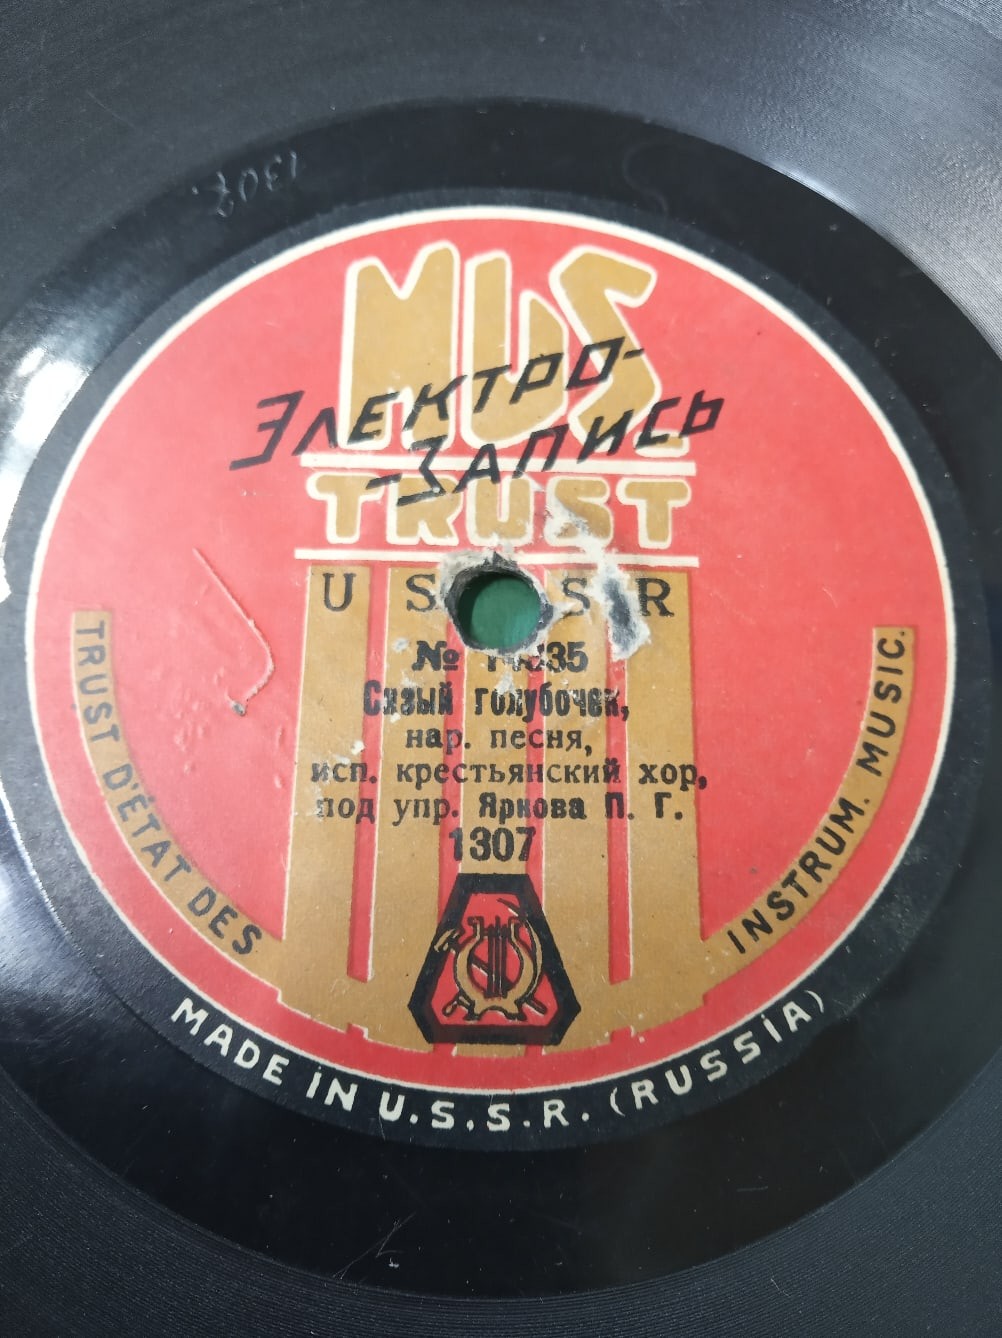 1307.
MUS
ЭЛЕКТРО-
-ЗАПИСЬ
TRUST
U S S R
№
Сизый голубочек,
нар. песня,
исп. крестьянский хор,
под упр. Яркова П. Г.
1307
TRUST D'ÉTAT DES
INSTRUM. MUSIC.
MADE IN U.S.S.R. (RUSSIA)